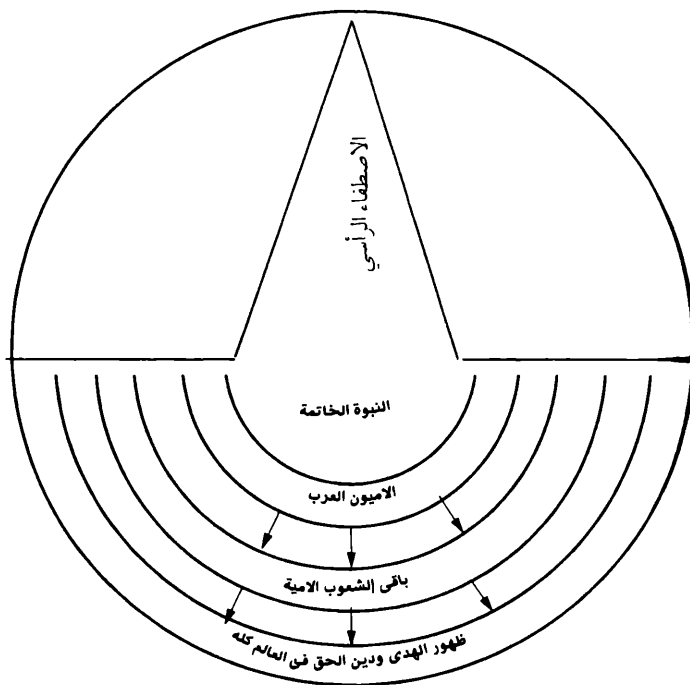 الاصطفاء الرأسي
النبوة الخاتمة
الاميون العرب
باقى الشعوب الامية
ظهور الهدى ودين الحق فى العالم كله